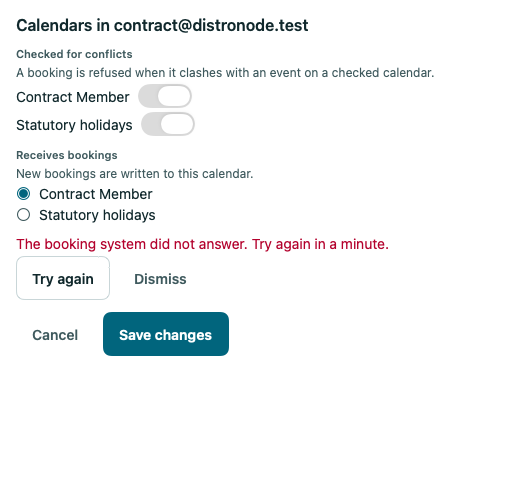 Calendars in contract@distronode.test
Checked for conflicts
A booking is refused when it clashes with an event on a checked calendar.
Contract Member
Statutory holidays
Receives bookings
New bookings are written to this calendar.
Contract Member
Statutory holidays
The booking system did not answer. Try again in a minute.
Try again Dismiss
Cancel Save changes